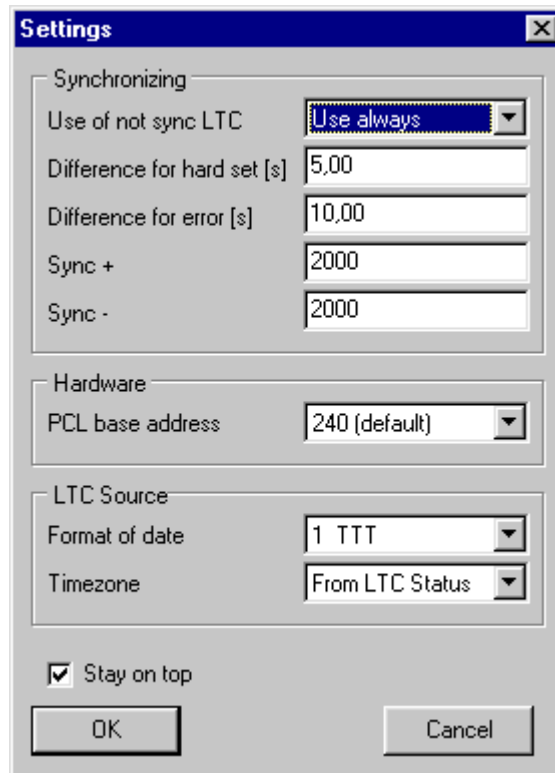 Settings
Synchronizing
Use of not sync LTC Use always
Difference for hard set [s] 5,00
Difference for error [s] 10,00
Sync + 2000
Sync - 2000
Hardware
PCL base address 240 (default)
LTC Source
Format of date 1 TTT
Timezone From LTC Status
Stay on top
OK Cancel